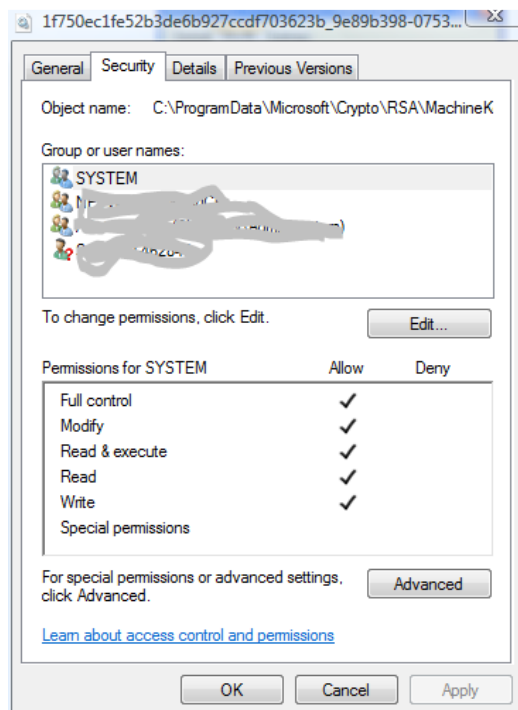 1f750ec1fe52b3de6b927ccdf703623b_9e89b398-0753...
General Security Details Previous Versions
Object name: C:\ProgramData\Microsoft\Crypto\RSA\MachineK
Group or user names:
SYSTEM
To change permissions, click Edit.
Edit...
Permissions for SYSTEM Allow Deny
Full control
Modify
Read & execute
Read
Write
Special permissions
For special permissions or advanced settings,
click Advanced.
Advanced
Learn about access control and permissions
OK Cancel Apply